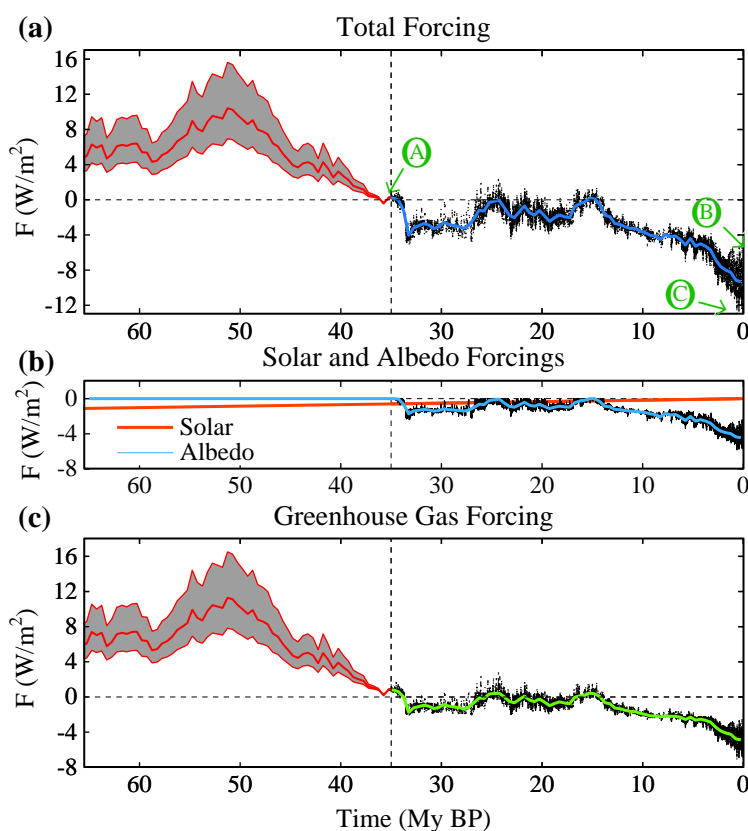 (a) Total Forcing
16
12
8
4
0
-4
-8
-12
F (W/m²)
A
B
C
60 50 40 30 20 10 0
(b) Solar and Albedo Forcings
0
-4
-8
F (W/m²)
Solar
Albedo
60 50 40 30 20 10 0
(c) Greenhouse Gas Forcing
16
12
8
4
0
-4
-8
F (W/m²)
60 50 40 30 20 10 0
Time (My BP)